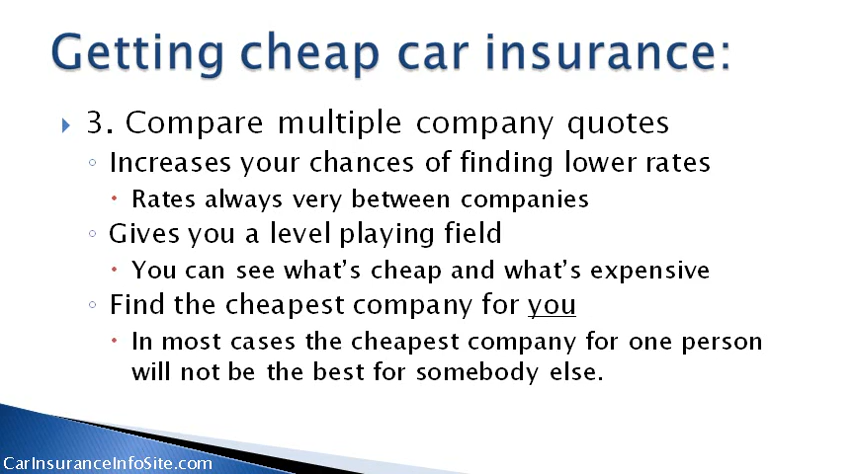 Getting cheap car insurance:
3. Compare multiple company quotes
Increases your chances of finding lower rates
Rates always very between companies
Gives you a level playing field
You can see what's cheap and what's expensive
Find the cheapest company for you
In most cases the cheapest company for one person
will not be the best for somebody else.
CarInsuranceInfoSite.com